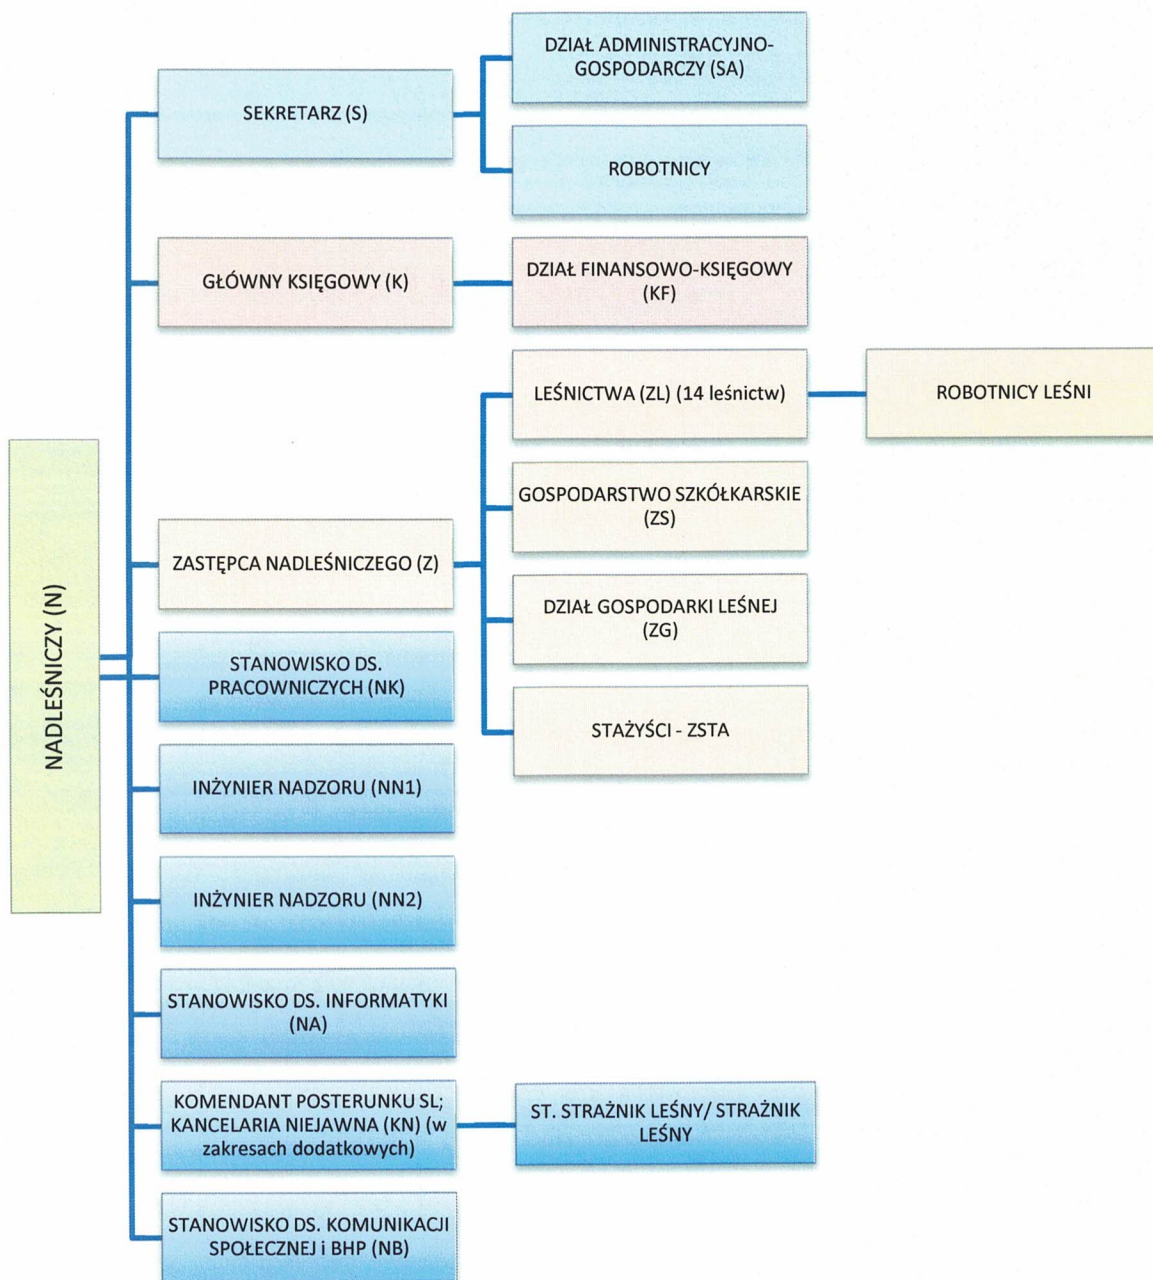 NADLEŚNICZY (N)
SEKRETARZ (S)
DZIAŁ ADMINISTRACYJNO-
GOSPODARCZY (SA)
ROBOTNICY
GŁÓWNY KSIĘGOWY (K)
DZIAŁ FINANSOWO-KSIĘGOWY
(KF)
ZASTĘPCA NADLEŚNICZEGO (Z)
LEŚNICTWA (ZL) (14 leśnictw)
ROBOTNICY LEŚNI
GOSPODARSTWO SZKÓŁKARSKIE
(ZS)
DZIAŁ GOSPODARKI LEŚNEJ
(ZG)
STAŻYŚCI - ZSTA
STANOWISKO DS.
PRACOWNICZYCH (NK)
INŻYNIER NADZORU (NN1)
INŻYNIER NADZORU (NN2)
STANOWISKO DS. INFORMATYKI
(NA)
KOMENDANT POSTERUNKU SL;
KANCELARIA NIEJAWNA (KN) (w
zakresach dodatkowych)
ST. STRAŻNIK LEŚNY/ STRAŻNIK
LEŚNY
STANOWISKO DS. KOMUNIKACJI
SPOŁECZNEJ i BHP (NB)